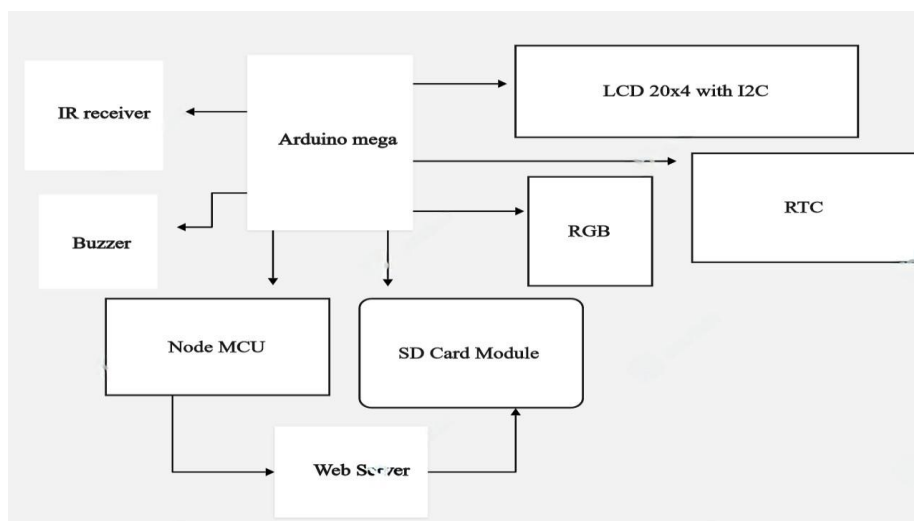 LCD 20x4 with I2C
IR receiver
Arduino mega
RTC
RGB
Buzzer
Node MCU
SD Card Module
Web Server